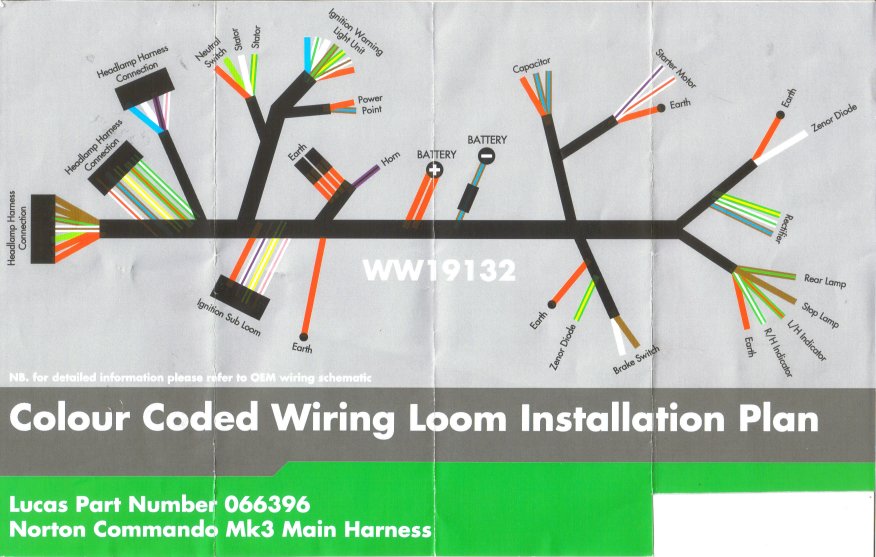 Headlamp Harness
Connection
Neutral
Switch
Stator
Stator
Ignition Warning
Light Unit
Power
Point
Headlamp Harness
Connection
Headlamp Harness
Connection
Earth
Horn
BATTERY
+
BATTERY
-
Capacitor
Starter Motor
Earth
Earth
Zenor Diode
Rectifier
Rear Lamp
Stop Lamp
L/H Indicator
R/H Indicator
Earth
Ignition Sub Loom
Earth
Earth
Zenor Diode
Brake Switch
WW19132
NB. for detailed information please refer to OEM wiring schematic
Colour Coded Wiring Loom Installation Plan
Lucas Part Number 066396
Norton Commando Mk3 Main Harness